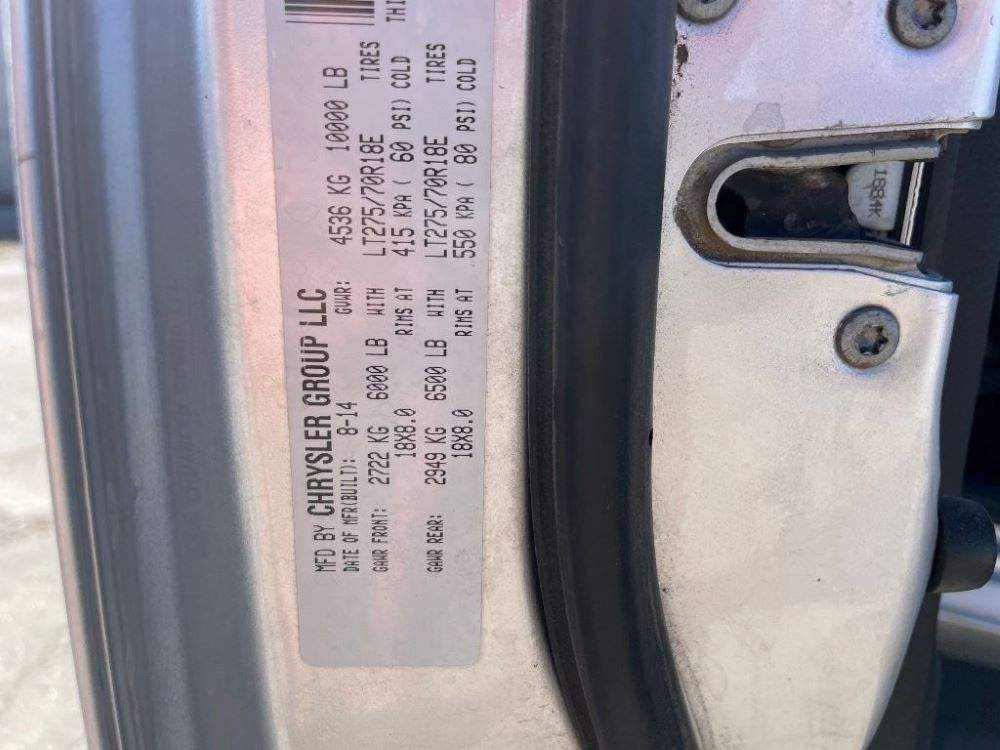 MFD BY CHRYSLER GROUP LLC
DATE OF MFR(BUILT): 8-14 GVWR: 4536 KG 10000 LB
GAWR FRONT: 2722 KG 6000 LB WITH LT275/70R18E TIRES
18X8.0 RIMS AT 415 KPA ( 60 PSI) COLD
GAWR REAR: 2949 KG 6500 LB WITH LT275/70R18E TIRES
18X8.0 RIMS AT 550 KPA ( 80 PSI) COLD
1884K